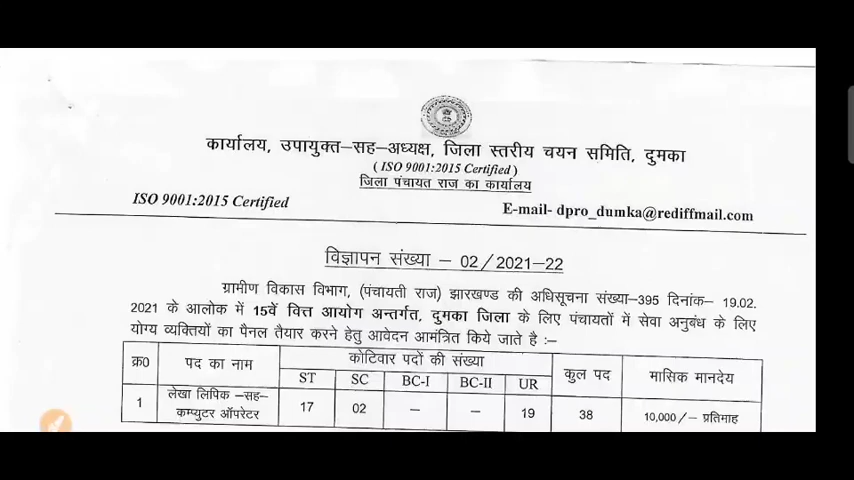 कार्यालय, उपायुक्त–सह–अध्यक्ष, जिला स्तरीय चयन समिति, दुमका
( ISO 9001:2015 Certified )
जिला पंचायत राज का कार्यालय
ISO 9001:2015 Certified
E-mail- dpro_dumka@rediffmail.com
विज्ञापन संख्या – 02/2021-22
ग्रामीण विकास विभाग, (पंचायती राज) झारखण्ड की अधिसूचना संख्या–395 दिनांक– 19.02.
2021 के आलोक में 15वें वित्त आयोग अन्तर्गत, दुमका जिला के लिए पंचायतों में सेवा अनुबंध के लिए
योग्य व्यक्तियों का पैनल तैयार करने हेतु आवेदन आमंत्रित किये जाते है :–
क्र0 पद का नाम कोटिवार पदों की संख्या कुल पद मासिक मानदेय
ST SC BC-I BC-II UR
1 लेखा लिपिक –सह– कम्प्युटर ऑपरेटर 17 02 – – 19 38 10,000/– प्रतिमाह